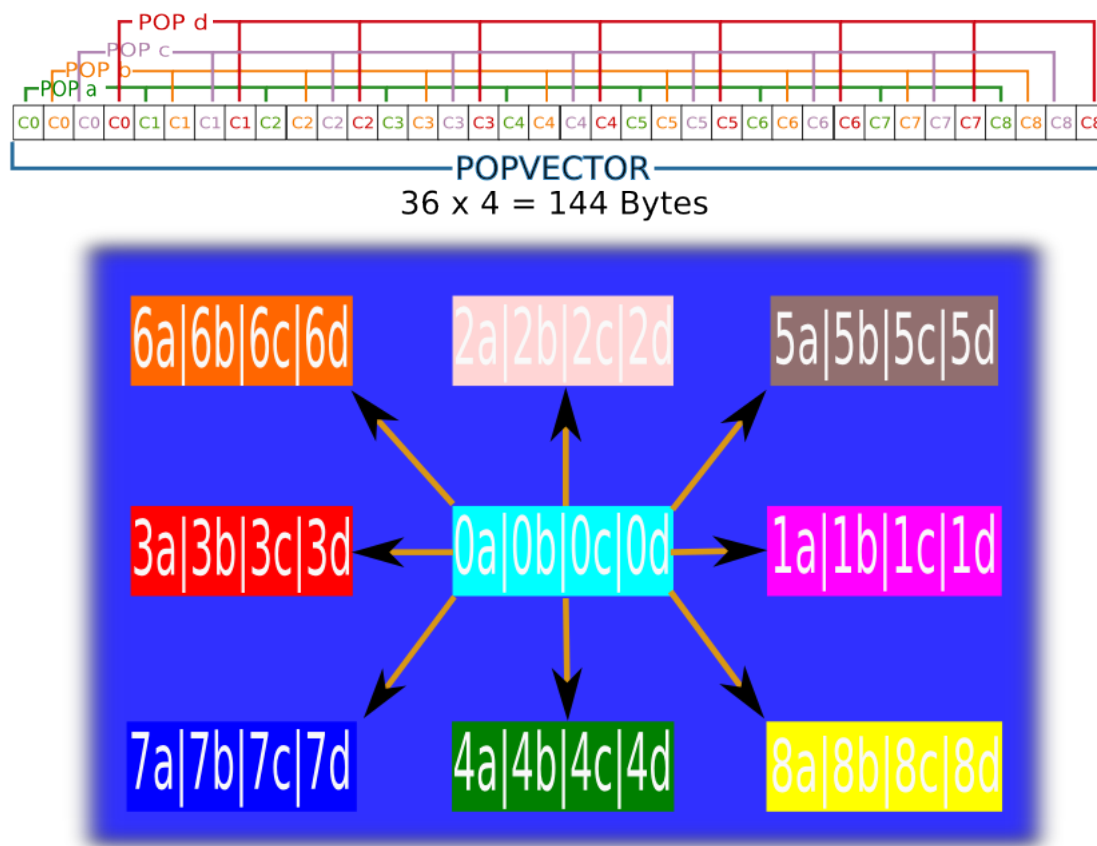 POP d
POP c
POP b
POP a
C0 C0 C0 C0 C1 C1 C1 C1 C2 C2 C2 C2 C3 C3 C3 C3 C4 C4 C4 C4 C5 C5 C5 C5 C6 C6 C6 C6 C7 C7 C7 C7 C8 C8 C8 C8
POPVECTOR
36 x 4 = 144 Bytes
6a|6b|6c|6d 2a|2b|2c|2d 5a|5b|5c|5d
3a|3b|3c|3d 0a|0b|0c|0d 1a|1b|1c|1d
7a|7b|7c|7d 4a|4b|4c|4d 8a|8b|8c|8d